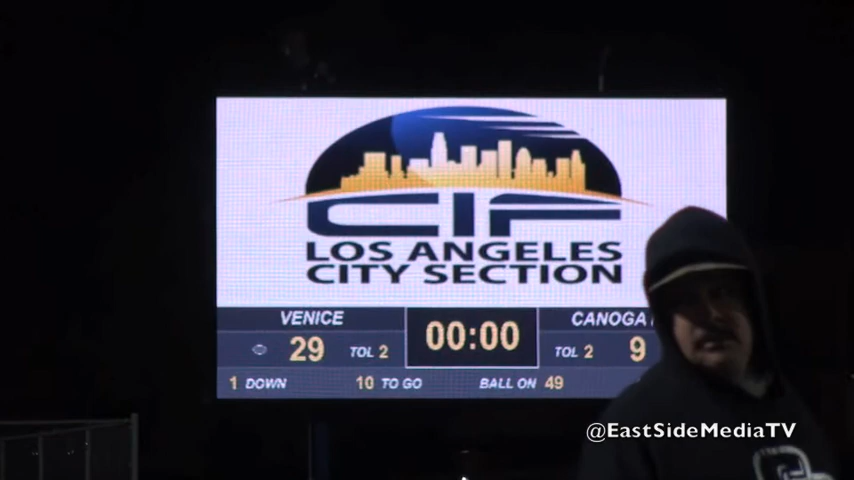 CIF
LOS ANGELES
CITY SECTION
VENICE
29
TOL 2
00:00
CANOGA
TOL 2
9
1 DOWN
10 TO GO
BALL ON 49
@EastSideMediaTV